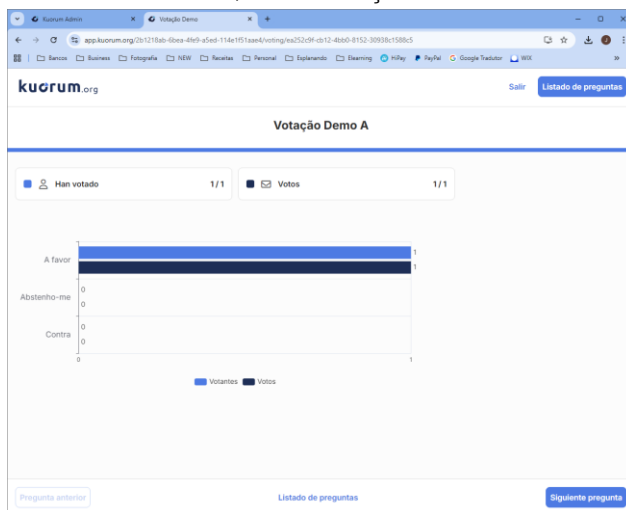 Kuorum Admin
Votação Demo
app.kuorum.org/2b1218ab-6bea-4fe9-a5ed-114e1f51aae4/voting/ea252c9f-cb12-4bb0-8152-30938c1588c5
Bancos Business Fotografia NEW Receitas Personal Esplanendo Elearning HiPay PayPal Google Tradutor WIX »
kuorum.org
Salir Listado de preguntas
Votação Demo A
Han votado 1/1 Votos 1/1
A favor 1
1
Abstenho-me 0
0
Contra 0
0
0 1
Votantes Votos
Pregunta anterior Listado de preguntas Siguiente pregunta